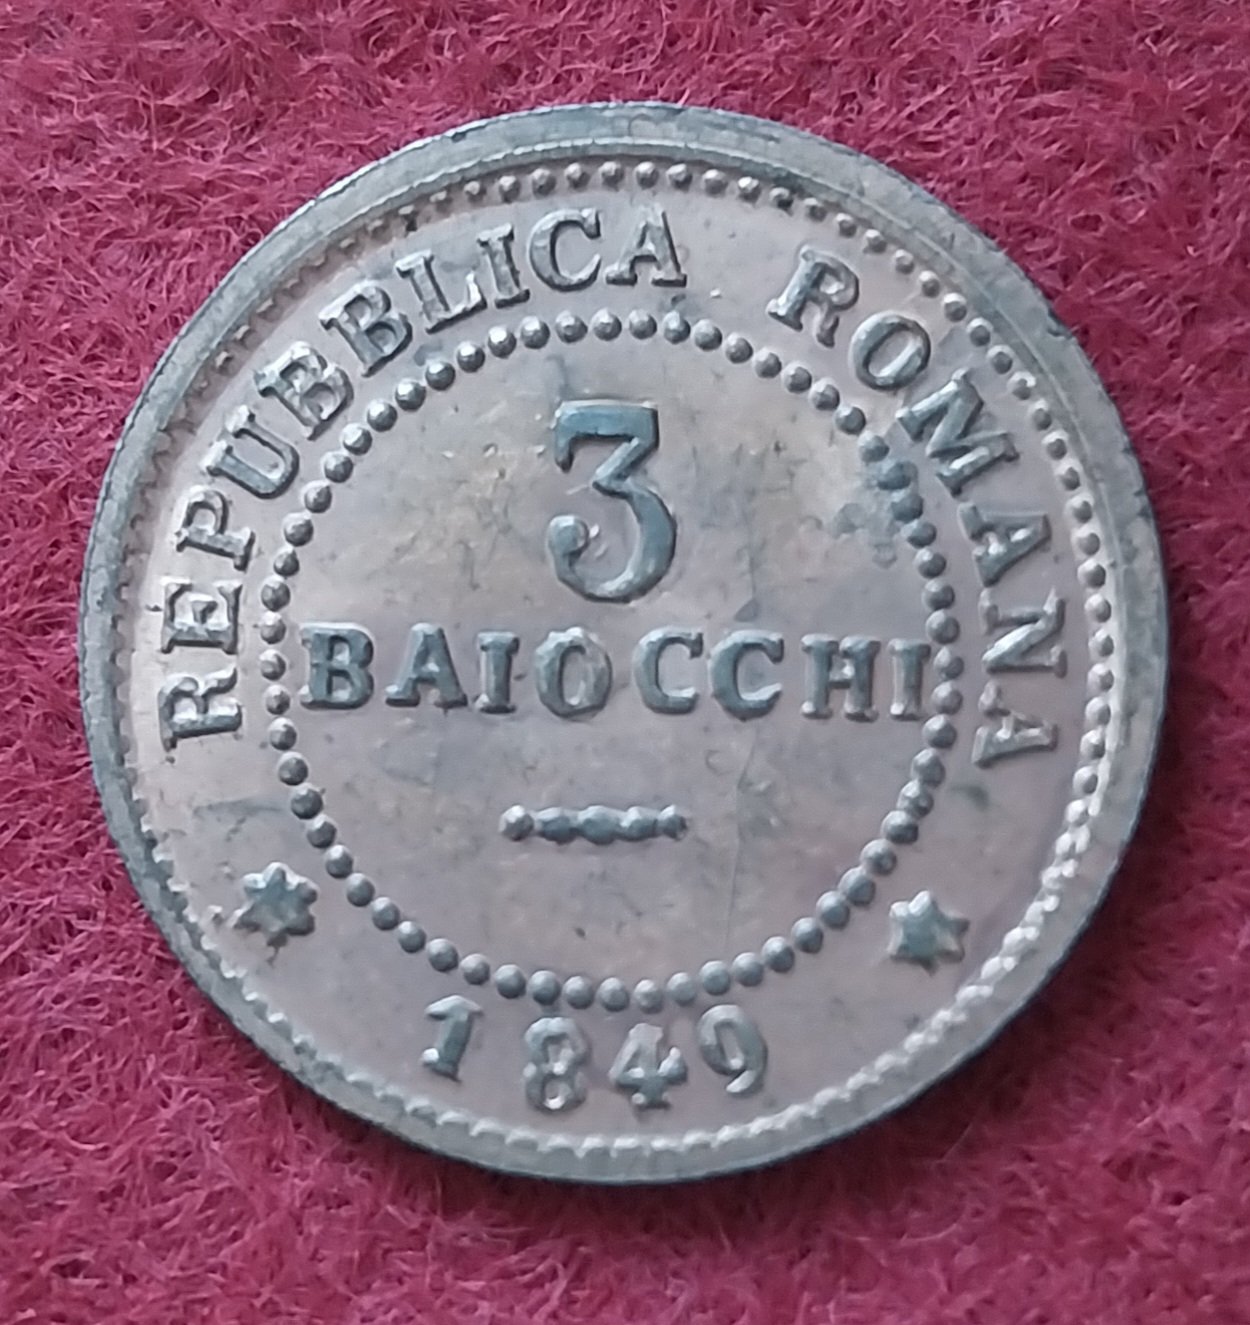 REPUBBLICA ROMANA
3
BAIOCCHI
1849